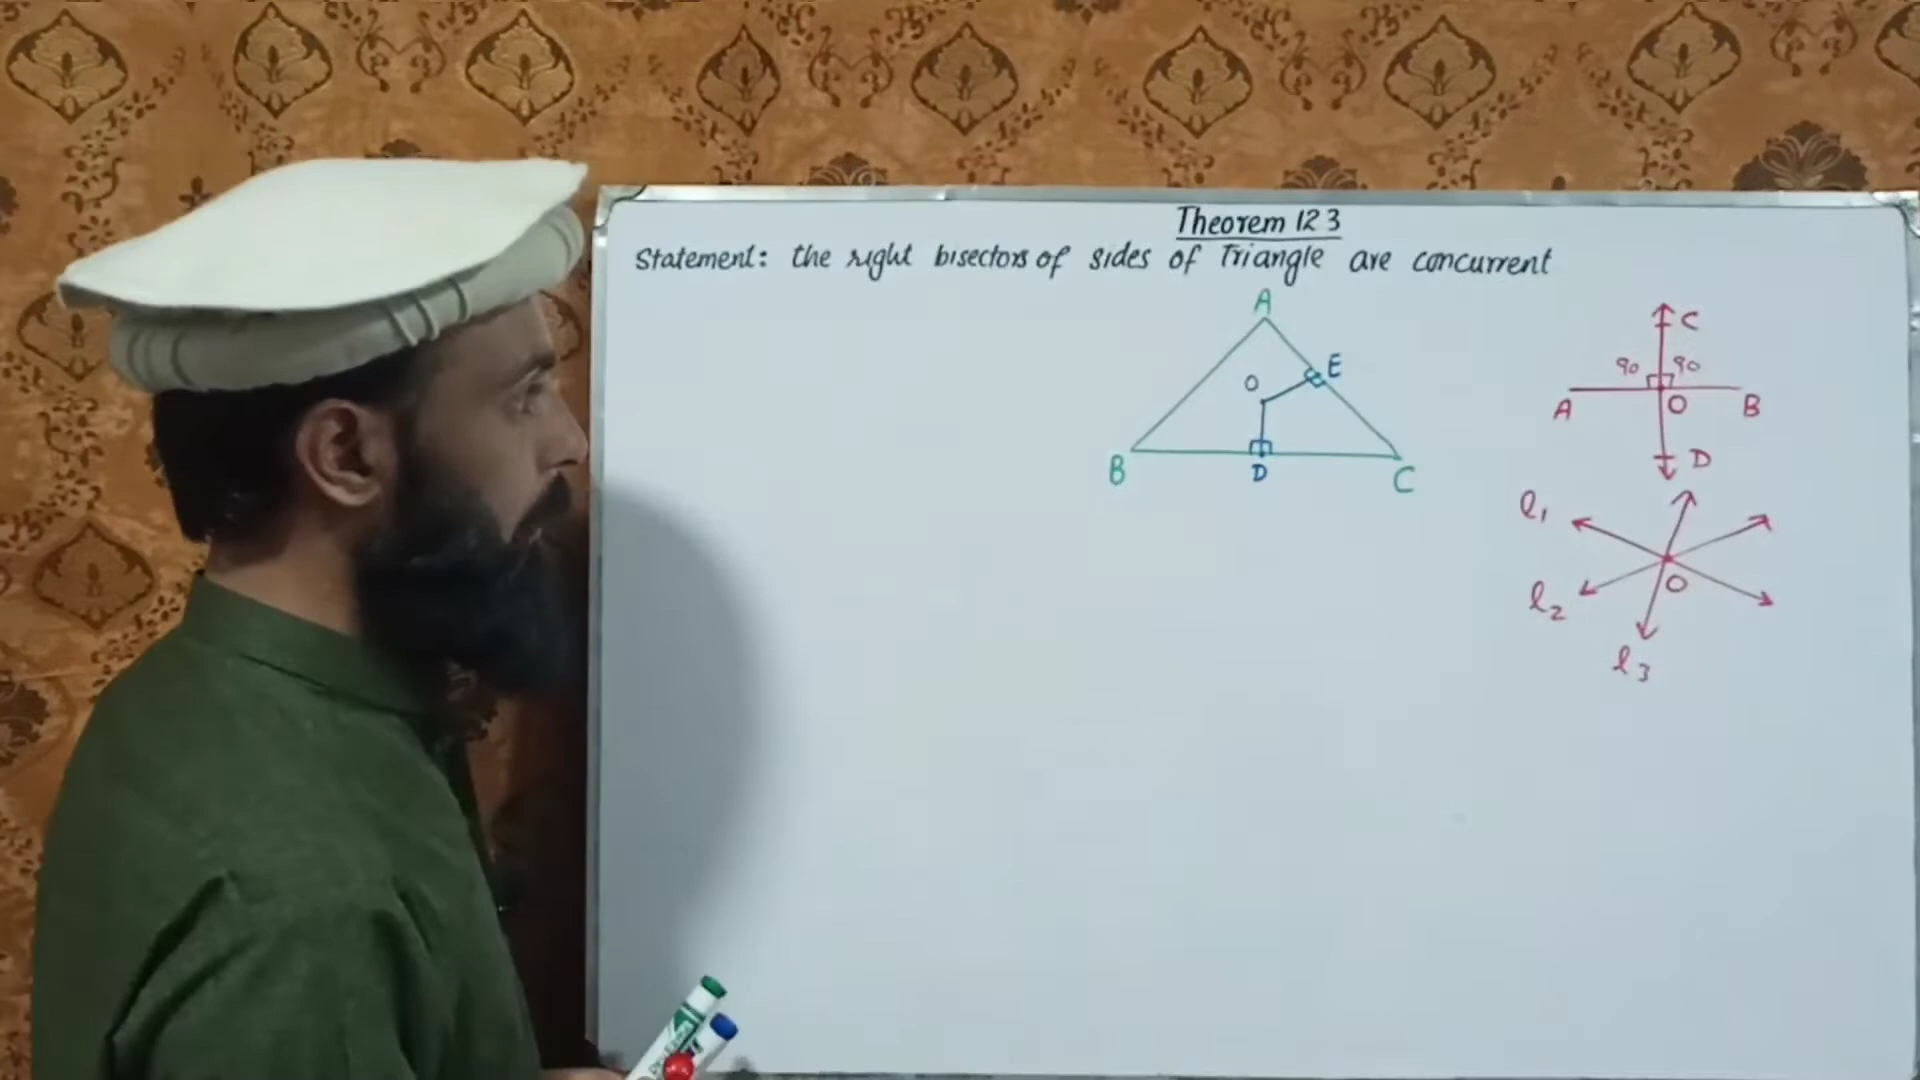 Theorem 12 3
Statement: the right bisectors of sides of Triangle are concurrent
A
E
O
B
D
C
C
90 90
A
O
B
D
l1
l2
O
l3